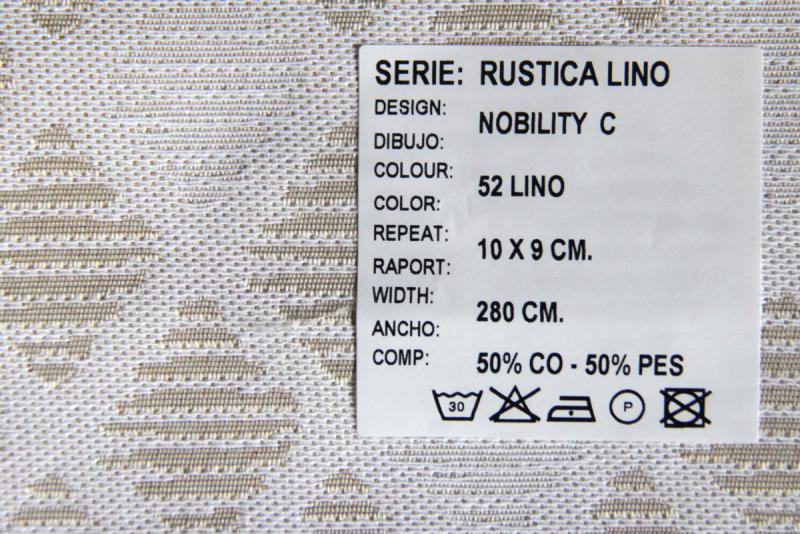 SERIE: RUSTICA LINO
DESIGN:
NOBILITY C
DIBUJO:
COLOUR:
52 LINO
COLOR:
REPEAT:
10 X 9 CM.
RAPORT:
WIDTH:
280 CM.
ANCHO:
COMP: 50% CO - 50% PES
30 P